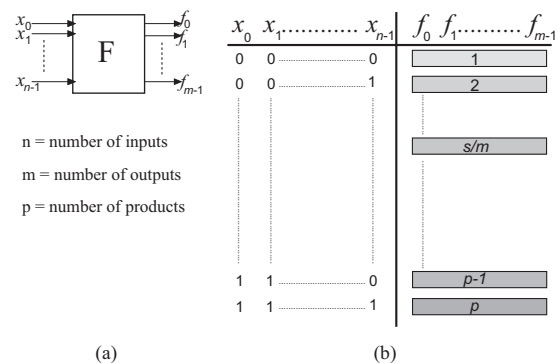 x0 f0
x1 f1
F
xn-1 fm-1
n = number of inputs
m = number of outputs
p = number of products
(a)
x0 x1............ xn-1 f0 f1.......... fm-1
0 0 0 1
0 0 1 2
s/m
1 1 0 p-1
1 1 1 p
(b)